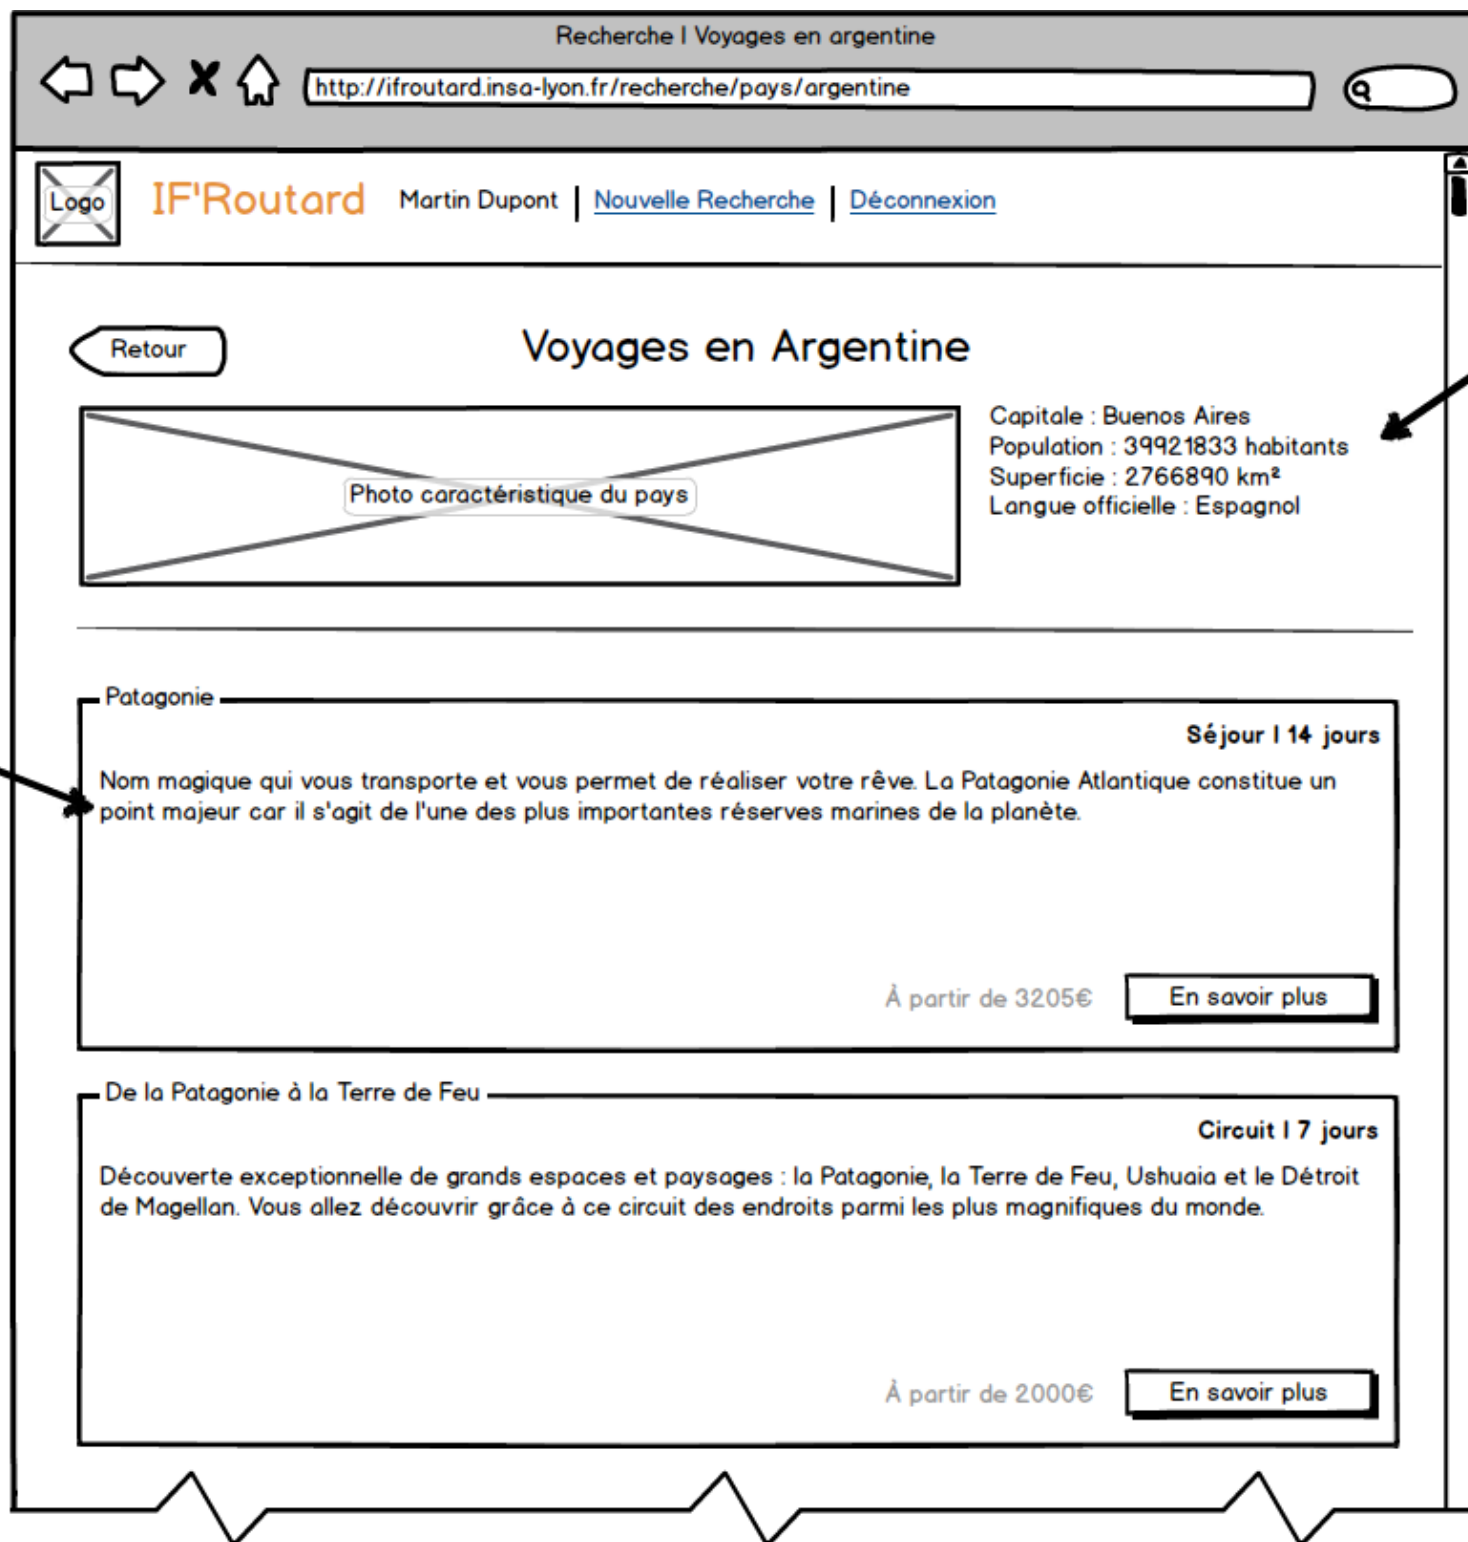 Recherche | Voyages en argentine
http://ifroutard.insa-lyon.fr/recherche/pays/argentine
Logo
IF'Routard
Martin Dupont | Nouvelle Recherche | Déconnexion
Retour
Voyages en Argentine
Photo caractéristique du pays
Capitale : Buenos Aires
Population : 39921833 habitants
Superficie : 2766890 km²
Langue officielle : Espagnol
Patagonie
Séjour | 14 jours
Nom magique qui vous transporte et vous permet de réaliser votre rêve. La Patagonie Atlantique constitue un
point majeur car il s'agit de l'une des plus importantes réserves marines de la planète.
À partir de 3205€
En savoir plus
De la Patagonie à la Terre de Feu
Circuit | 7 jours
Découverte exceptionnelle de grands espaces et paysages : la Patagonie, la Terre de Feu, Ushuaia et le Détroit
de Magellan. Vous allez découvrir grâce à ce circuit des endroits parmi les plus magnifiques du monde.
À partir de 2000€
En savoir plus